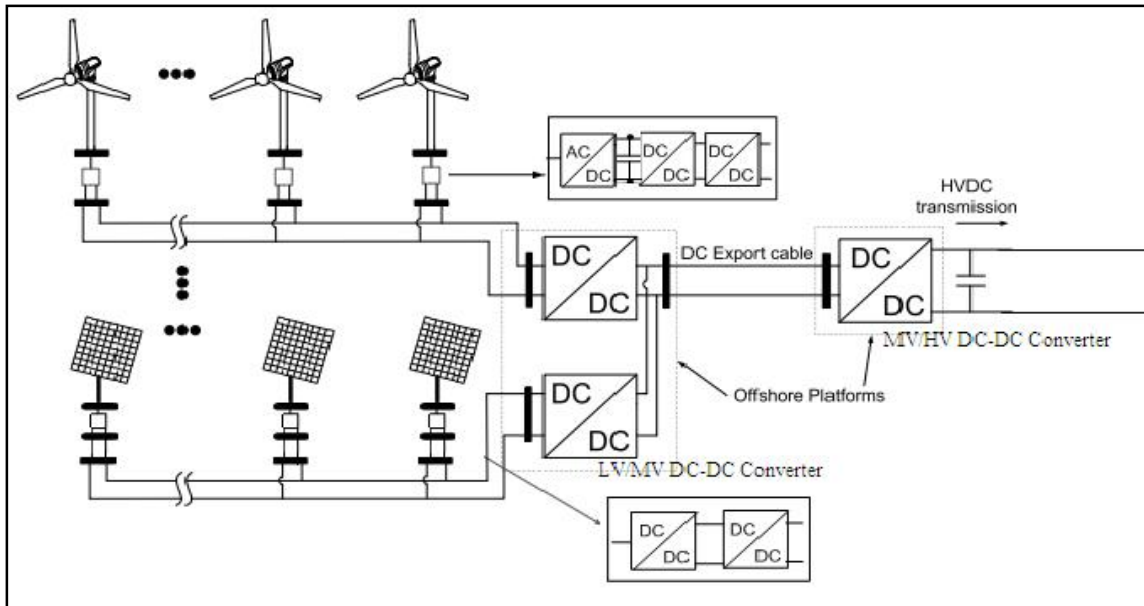 AC
DC
DC
DC
DC
DC
HVDC
transmission
DC
DC
DC Export cable
DC
DC
MV/HV DC-DC Converter
DC
DC
Offshore Platforms
LV/MV DC-DC Converter
DC
DC
DC
DC